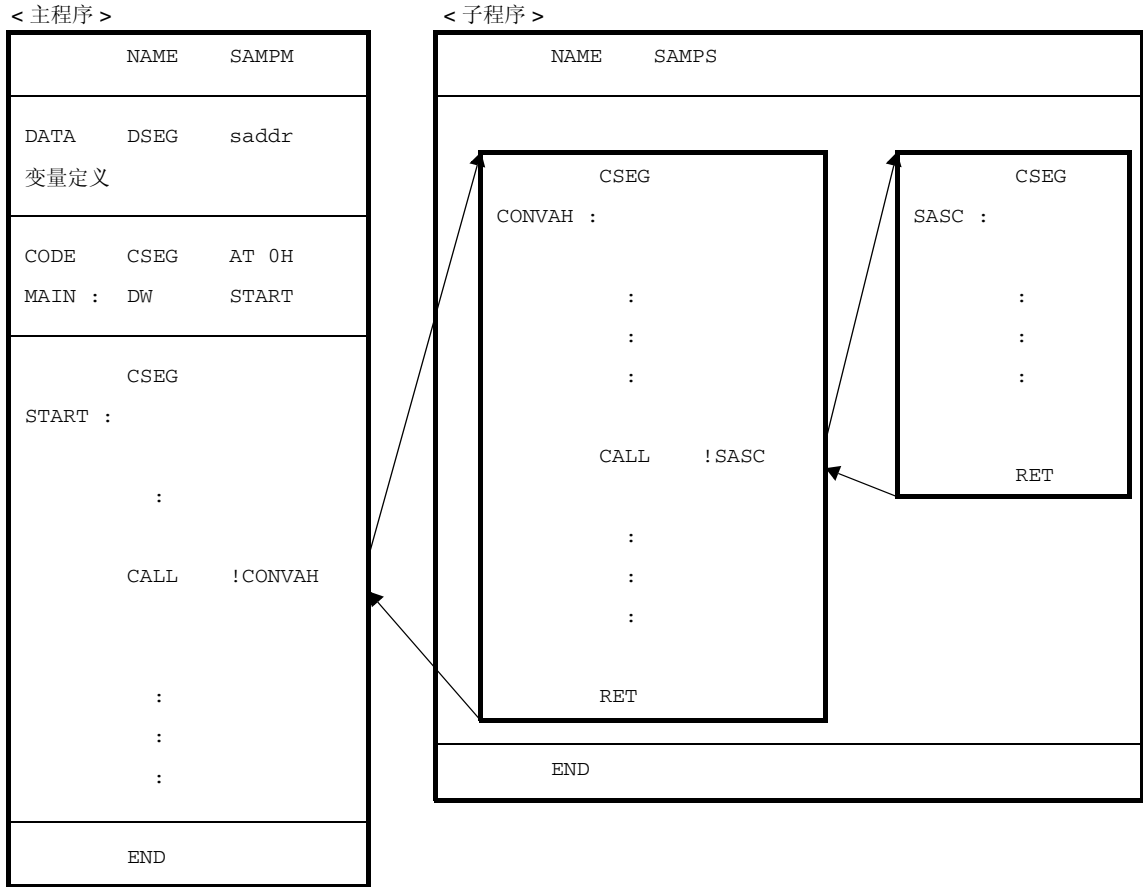 < 主程序 >
NAME SAMPM
DATA DSEG saddr
变量定义
CODE CSEG AT 0H
MAIN : DW START
CSEG
START :
:
CALL !CONVAH
:
:
:
END
< 子程序 >
NAME SAMPS
CSEG
CONVAH :
:
:
:
CALL !SASC
:
:
:
RET
CSEG
SASC :
:
:
:
RET
END